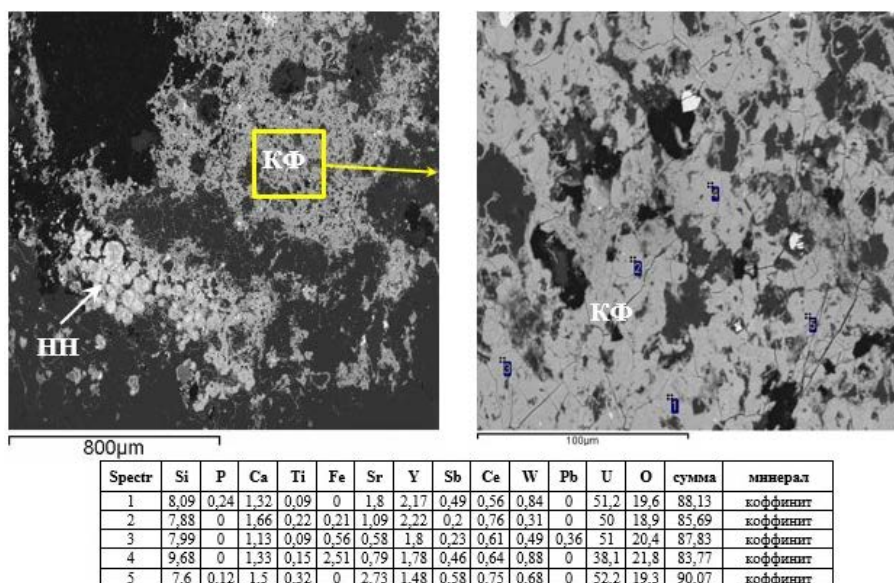 КФ
НН
800µm
2
КФ
3
1
100µm
Spectr Si P Ca Ti Fe Sr Y Sb Ce W Pb U O сумма минерал
1 8,09 0,24 1,32 0,09 0 1,8 2,17 0,49 0,56 0,84 0 51,2 19,6 88,13 коффинит
2 7,88 0 1,66 0,22 0,21 1,09 2,22 0,2 0,76 0,31 0 50 18,9 85,69 коффинит
3 7,99 0 1,13 0,09 0,56 0,58 1,8 0,23 0,61 0,49 0,36 51 20,4 87,83 коффинит
4 9,68 0 1,33 0,15 2,51 0,79 1,78 0,46 0,64 0,88 0 38,1 21,8 83,77 коффинит
5 7,6 0,12 1,5 0,32 0 2,73 1,48 0,58 0,75 0,68 0 52,2 19,3 90,07 коффинит